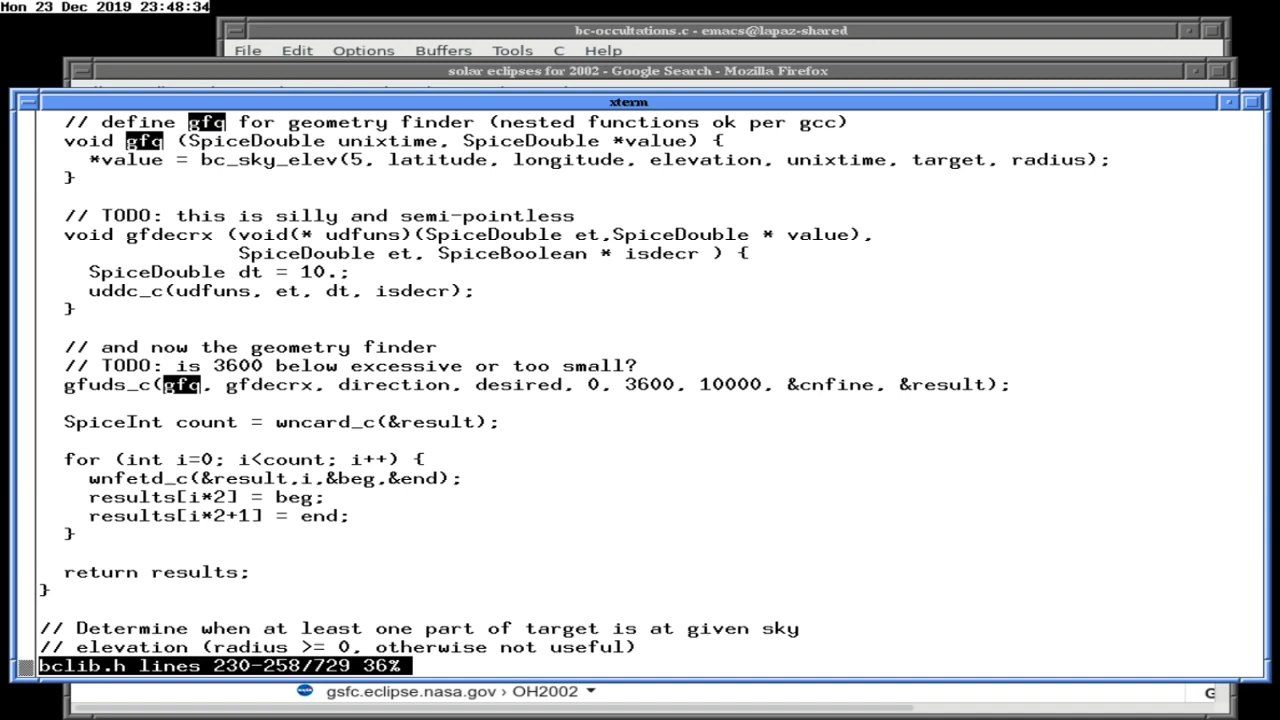 Mon 23 Dec 2019 23:48:34
bc-occultations.c - emacs@lapaz-shared
File Edit Options Buffers Tools C Help
solar eclipses for 2002 - Google Search - Mozilla Firefox
xterm
// define gfq for geometry finder (nested functions ok per gcc)
void gfq (SpiceDouble unixtime, SpiceDouble *value) {
*value = bc_sky_elev(5, latitude, longitude, elevation, unixtime, target, radius);
}
// TODO: this is silly and semi-pointless
void gfdecrx (void(* udfuns)(SpiceDouble et,SpiceDouble * value),
SpiceDouble et, SpiceBoolean * isdecr ) {
SpiceDouble dt = 10.;
uddc_c(udfuns, et, dt, isdecr);
}
// and now the geometry finder
// TODO: is 3600 below excessive or too small?
gfuds_c(gfq, gfdecrx, direction, desired, 0, 3600, 10000, &cnfine, &result);
SpiceInt count = wncard_c(&result);
for (int i=0; i<count; i++) {
wnfetd_c(&result,i,&beg,&end);
results[i*2] = beg;
results[i*2+1] = end;
}
return results;
}
// Determine when at least one part of target is at given sky
// elevation (radius >= 0, otherwise not useful)
bclib.h lines 230-258/729 36%
gsfc.eclipse.nasa.gov › OH2002